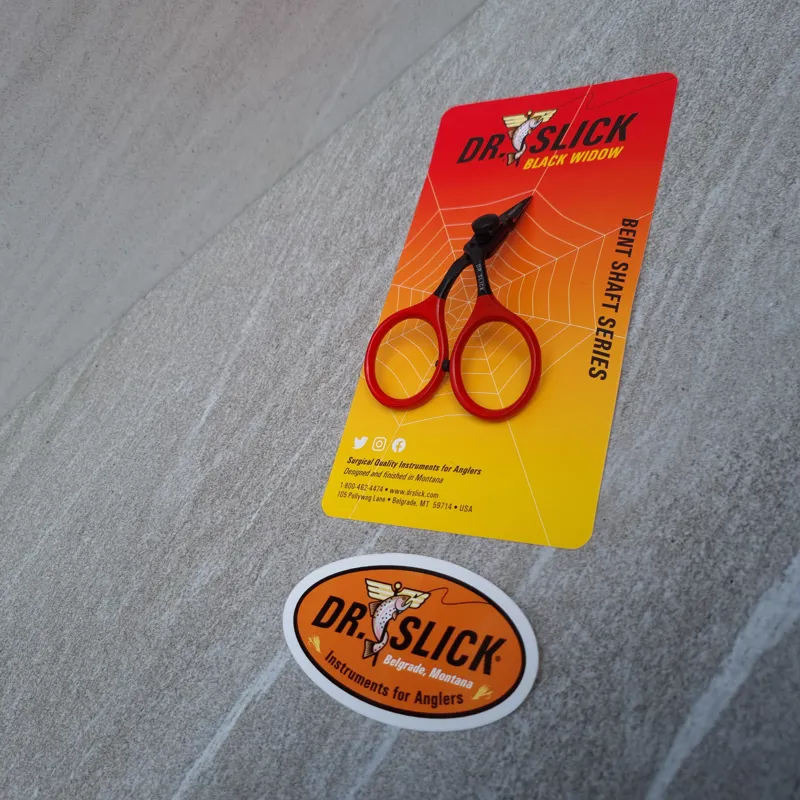 DR. SLICK
BLACK WIDOW
BENT SHAFT SERIES
DR. SLICK
Surgical Quality Instruments for Anglers
Designed and finished in Montana
1-800-462-4474 • www.drslick.com
105 Pollywog Lane • Belgrade, MT 59714 • USA
DR. SLICK®
Belgrade, Montana
Instruments for Anglers